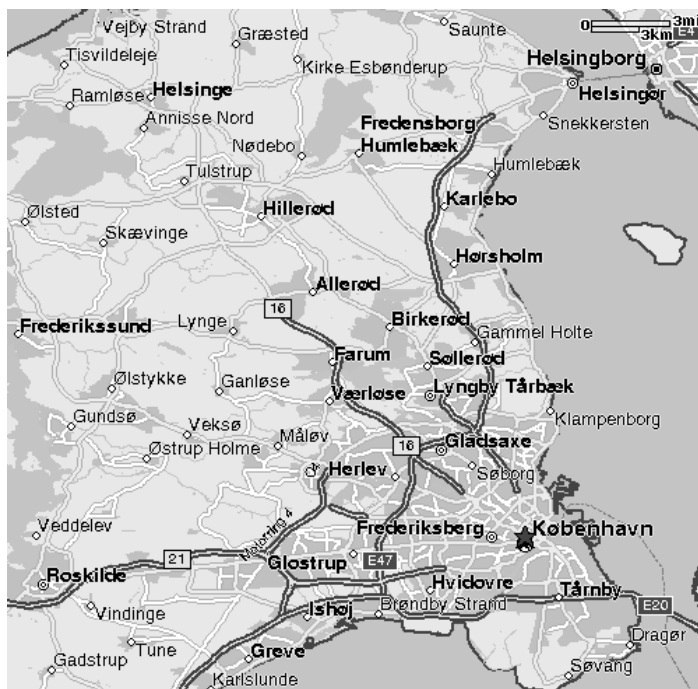 Vejby Strand
Græsted
Saunte
0 3mi
3km
E4
Tisvildeleje
Kirke Esbønderup
Helsingborg
Ramløse
Helsinge
Helsingør
Annisse Nord
Fredensborg
Snekkersten
Nødebo
Humlebæk
Tulstrup
Humlebæk
Karlebo
Ølsted
Hillerød
Skævinge
Hørsholm
Allerød
16
Frederikssund
Lynge
Birkerød
Gammel Holte
Farum
Søllerød
Ølstykke
Ganløse
Værløse
Lyngby Tårbæk
Gundsø
Veksø
Klampenborg
Måløv
16
Gladsaxe
Østrup Holme
Herlev
Søborg
Veddelev
Motorring 4
Frederiksberg
København
21
Glostrup
E47
Roskilde
Hvidovre
Tårnby
Vindinge
Ishøj
Brøndby Strand
E20
Tune
Greve
Dragør
Gadstrup
Karlslunde
Søvang